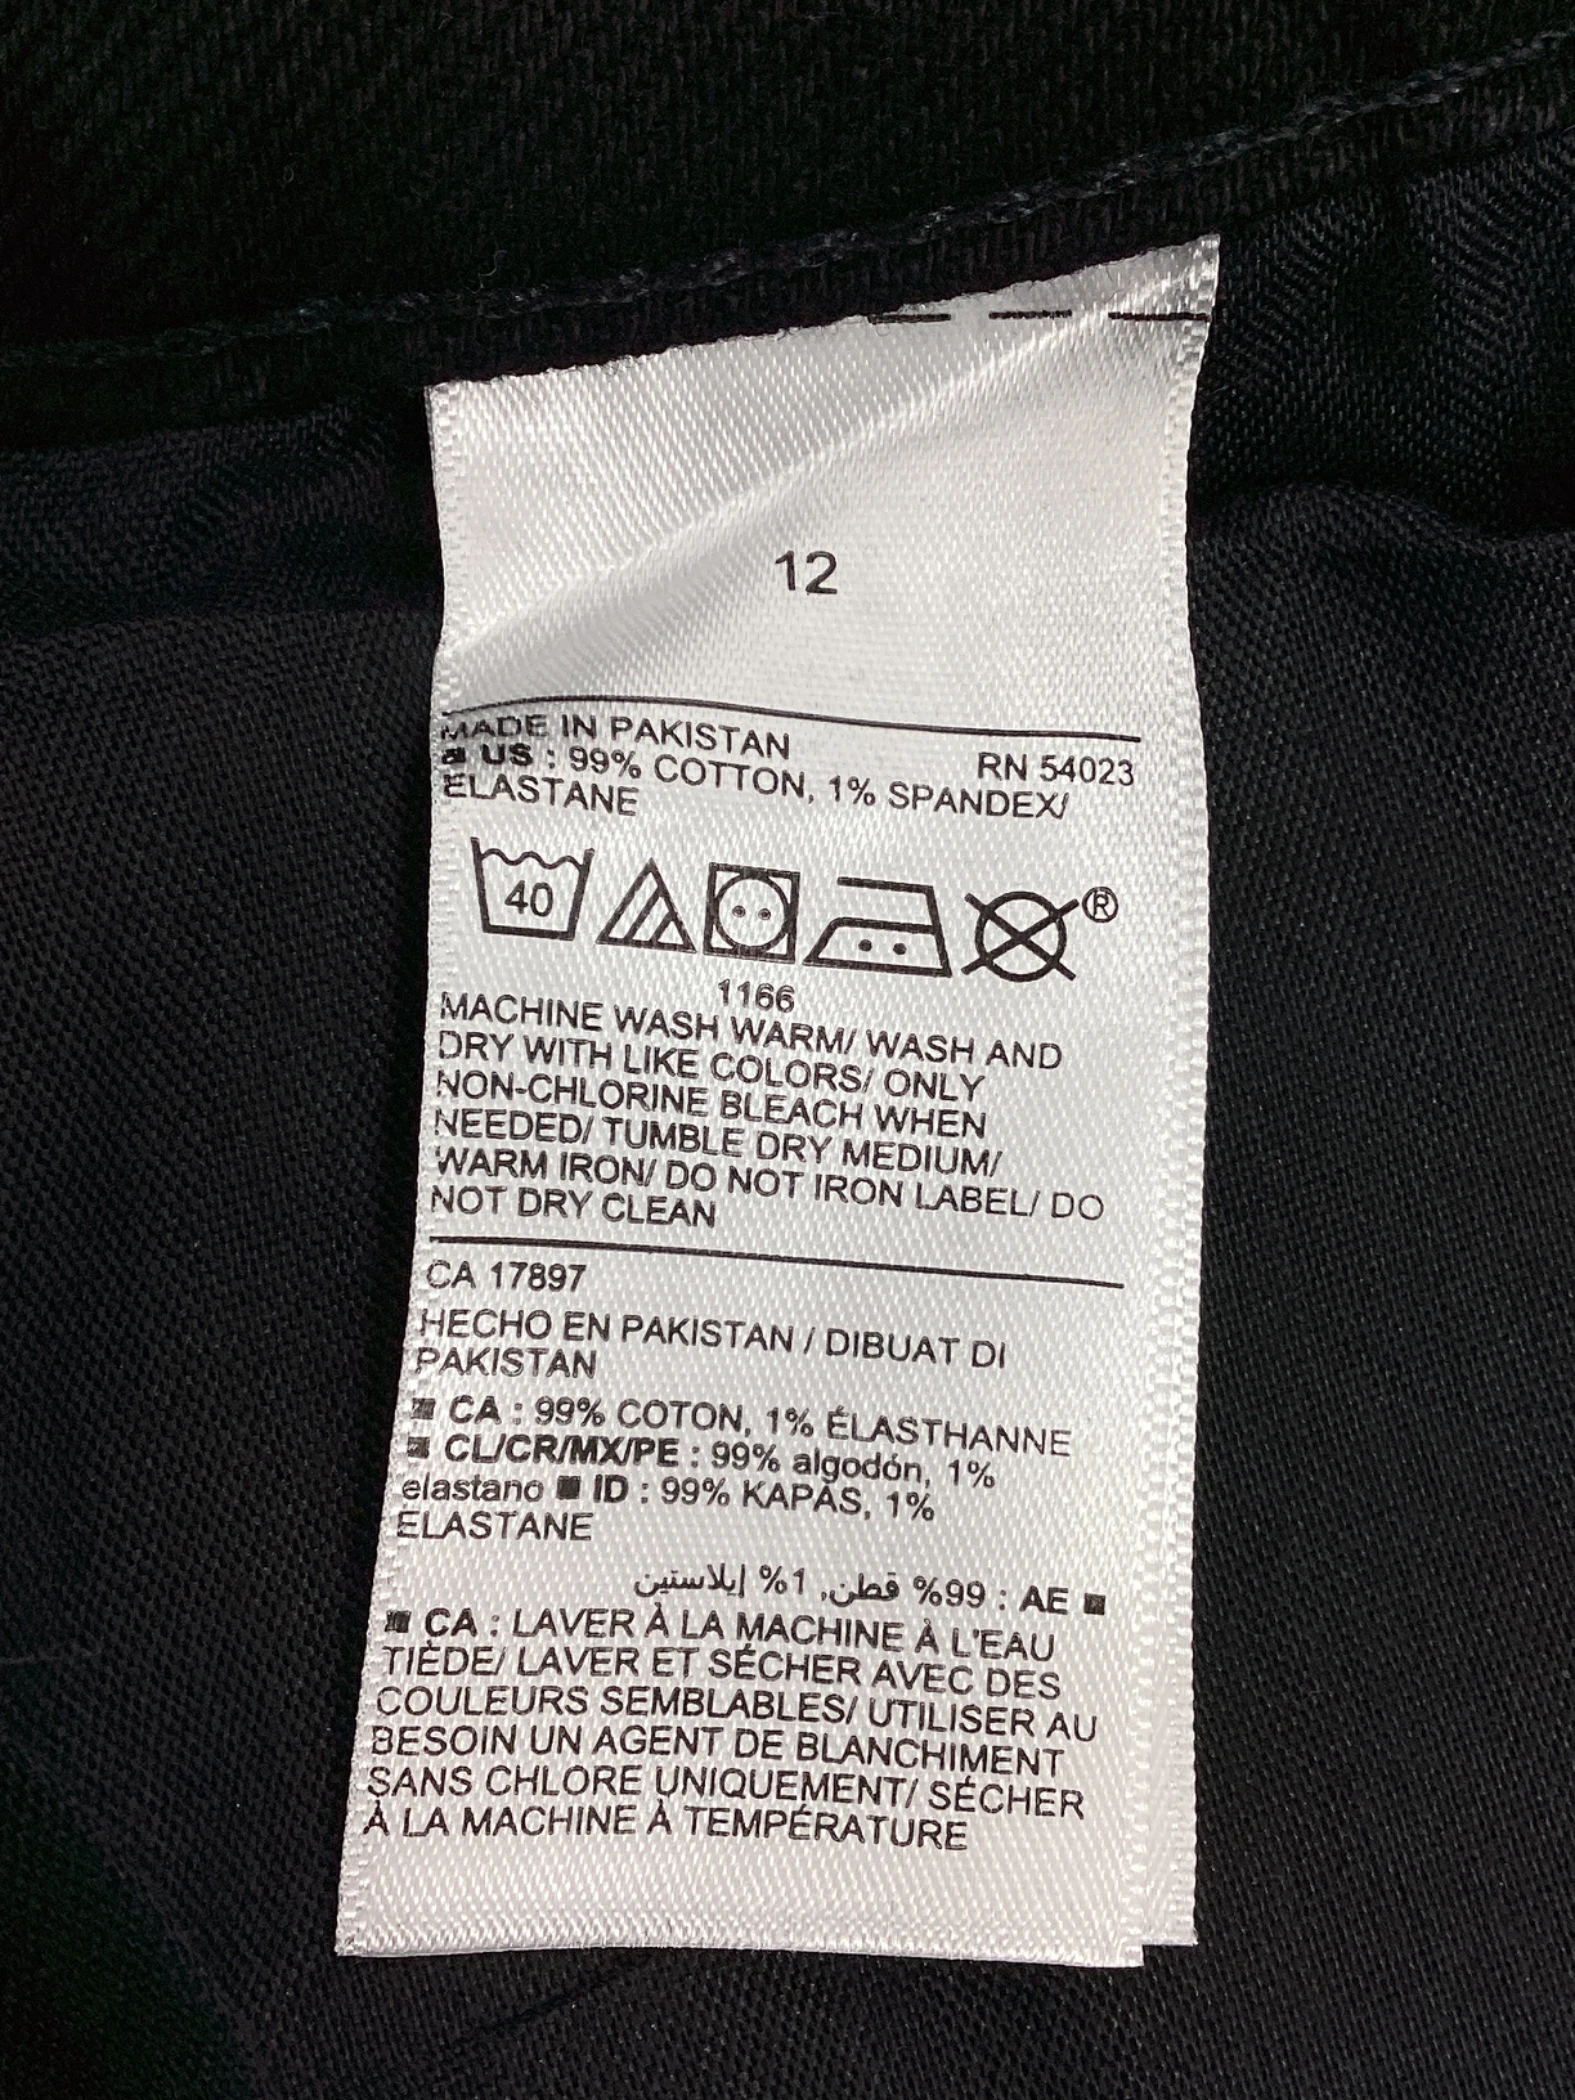 12
MADE IN PAKISTAN
RN 54023
US : 99% COTTON, 1% SPANDEX/
ELASTANE
40
®
1166
MACHINE WASH WARM/ WASH AND
DRY WITH LIKE COLORS/ ONLY
NON-CHLORINE BLEACH WHEN
NEEDED/ TUMBLE DRY MEDIUM/
WARM IRON/ DO NOT IRON LABEL/ DO
NOT DRY CLEAN
CA 17897
HECHO EN PAKISTAN / DIBUAT DI
PAKISTAN
■ CA : 99% COTON, 1% ÉLASTHANNE
■ CL/CR/MX/PE : 99% algodón, 1%
elastano ■ ID : 99% KAPAS, 1%
ELASTANE
■ AE : 99% قطن, 1% إيلاستين
■ CA : LAVER À LA MACHINE À L'EAU
TIÈDE/ LAVER ET SÉCHER AVEC DES
COULEURS SEMBLABLES/ UTILISER AU
BESOIN UN AGENT DE BLANCHIMENT
SANS CHLORE UNIQUEMENT/ SÉCHER
À LA MACHINE À TEMPÉRATURE